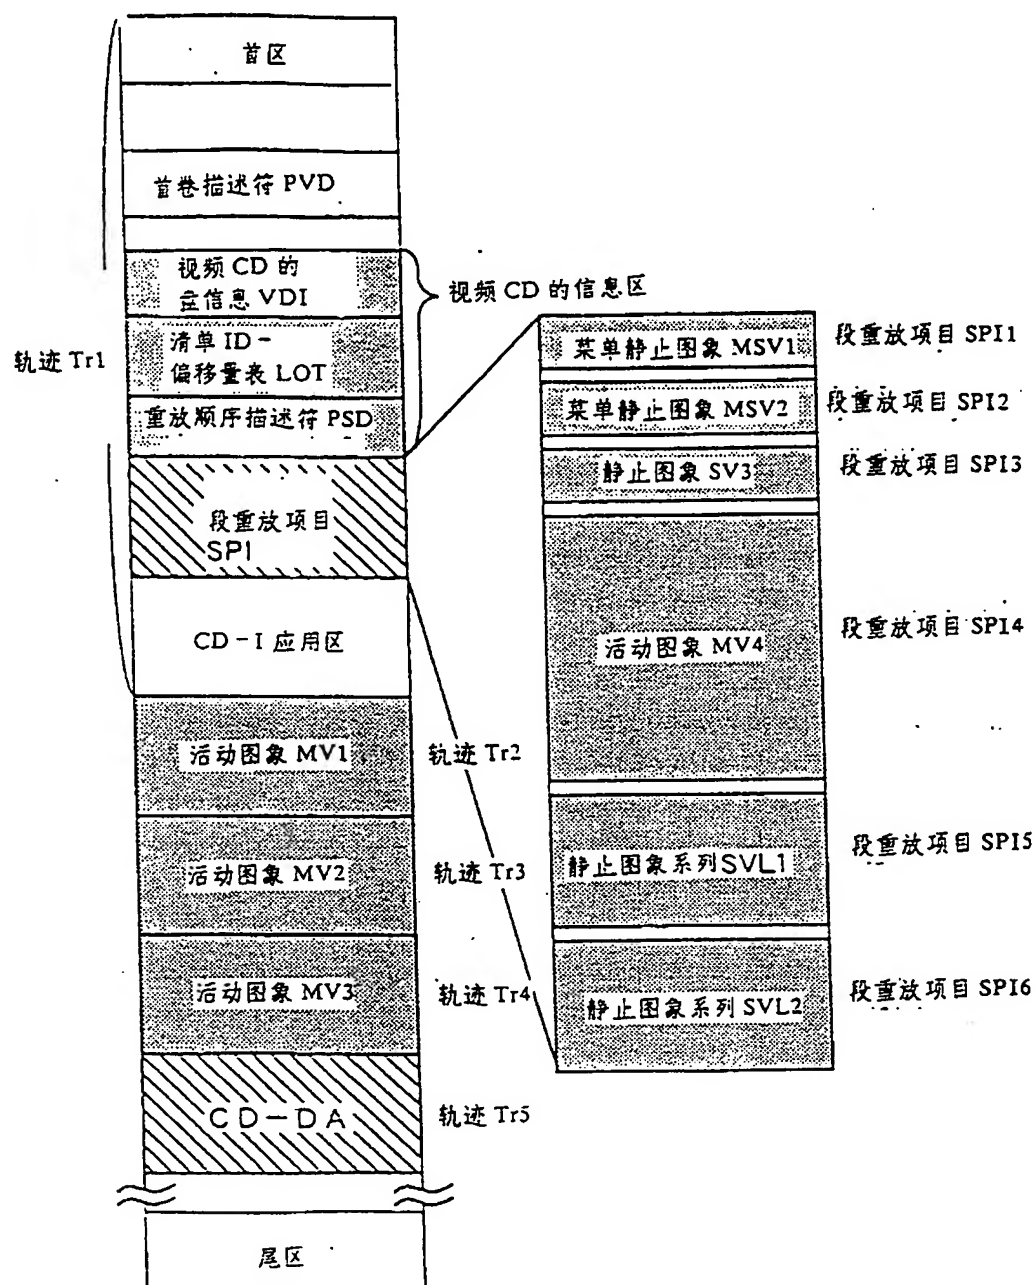 首区
首卷描述符 PVD
视频 CD 的
盘信息 VDI
视频 CD 的信息区
轨迹 Tr1
清单 ID-
偏移量表 LOT
重放顺序描述符 PSD
段重放项目
SPI
CD-I 应用区
活动图象 MV1
轨迹 Tr2
活动图象 MV2
轨迹 Tr3
活动图象 MV3
轨迹 Tr4
CD-DA
轨迹 Tr5
尾区
菜单静止图象 MSV1
段重放项目 SPI1
菜单静止图象 MSV2
段重放项目 SPI2
静止图象 SV3
段重放项目 SPI3
活动图象 MV4
段重放项目 SPI4
静止图象系列 SVL1
段重放项目 SPI5
静止图象系列 SVL2
段重放项目 SPI6